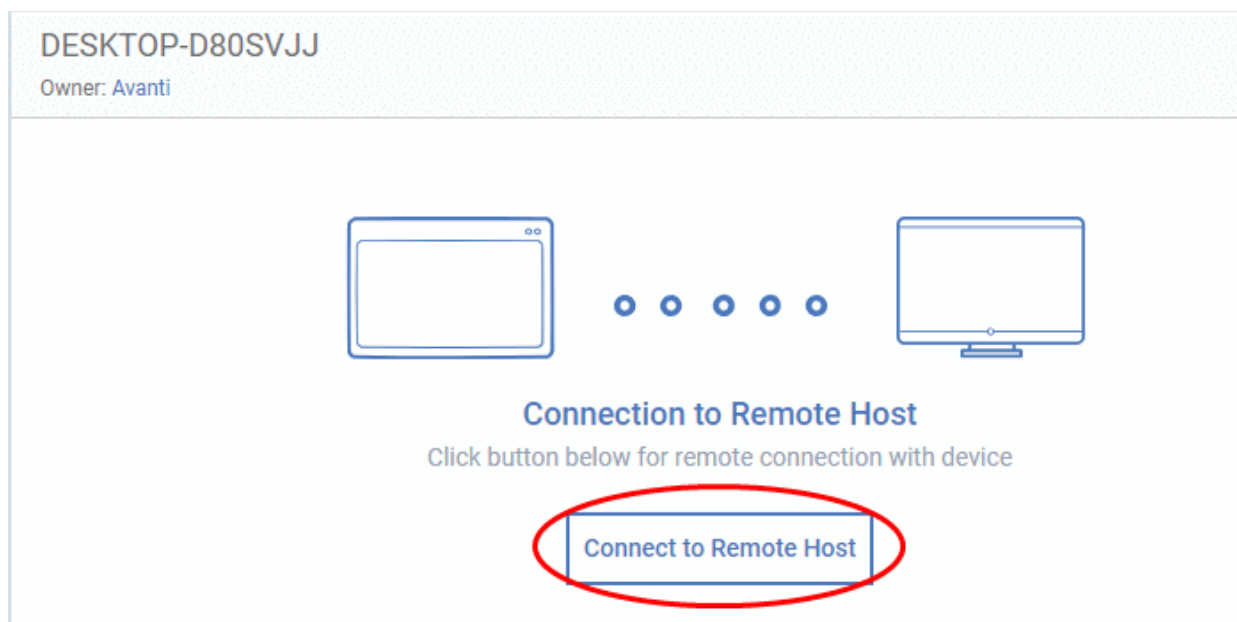 DESKTOP-D80SVJJ
Owner: Avanti
Connection to Remote Host
Click button below for remote connection with device
Connect to Remote Host